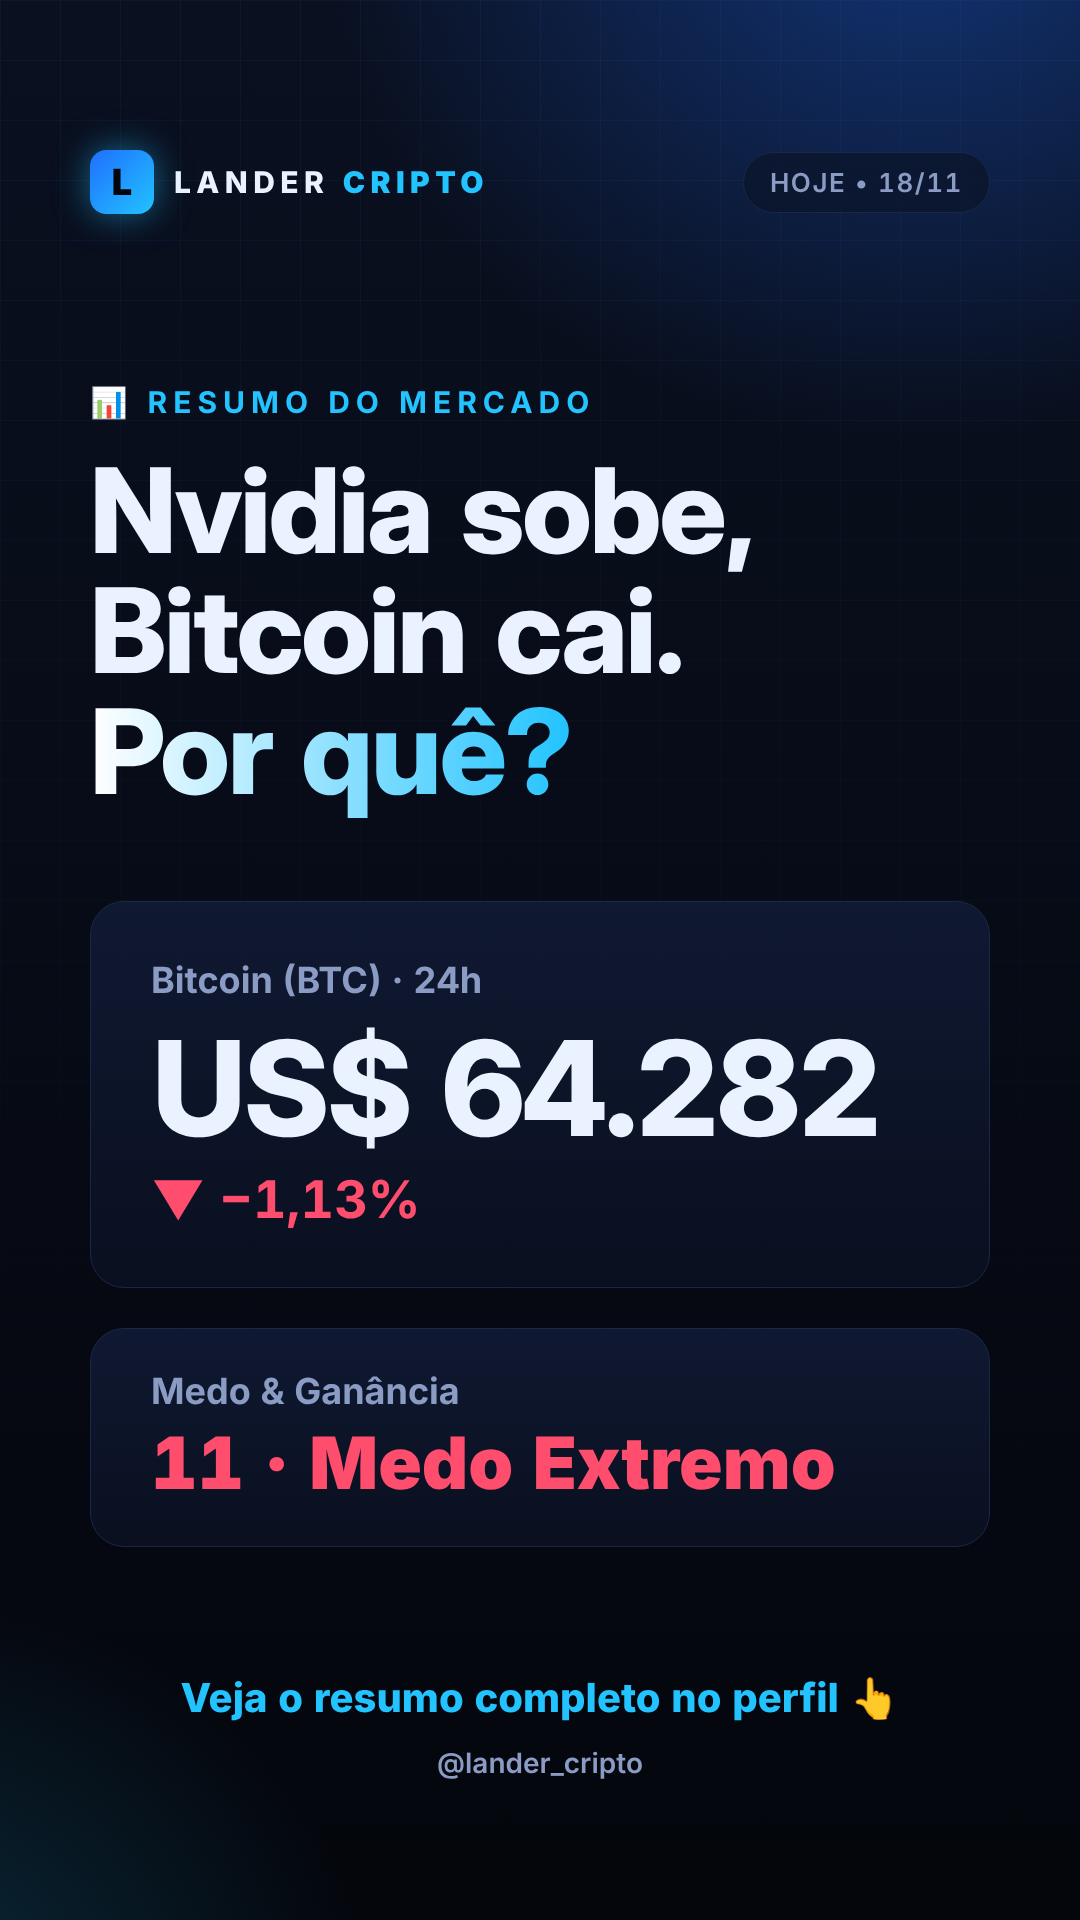 L LANDER CRIPTO
HOJE • 18/11
📊 RESUMO DO MERCADO
Nvidia sobe,
Bitcoin cai.
Por quê?
Bitcoin (BTC) · 24h
US$ 64.282
▼ −1,13%
Medo & Ganância
11 · Medo Extremo
Veja o resumo completo no perfil 👆
@lander_cripto